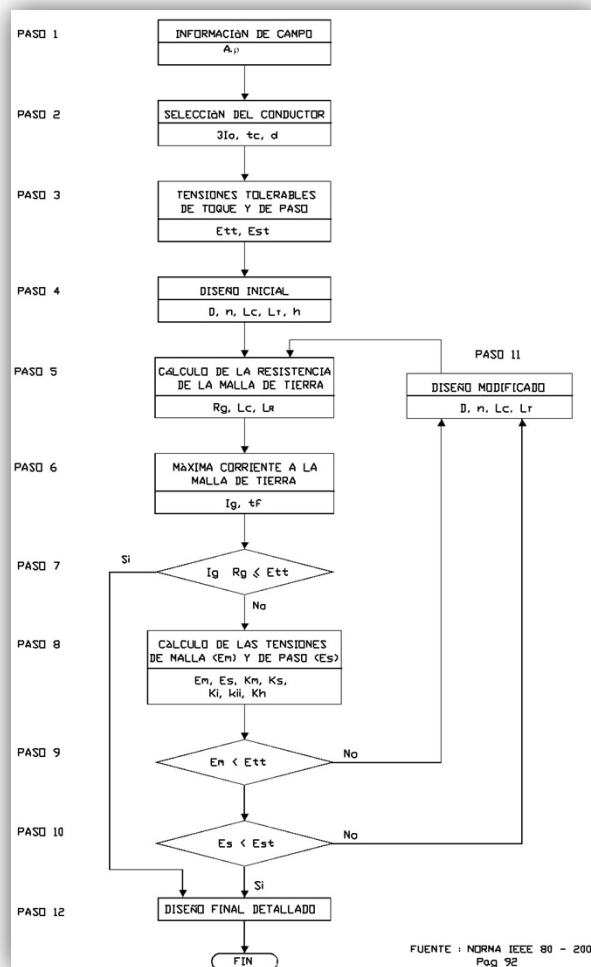 PASO 1
INFORMACIòN DE CAMPO
A,ρ
PASO 2
SELECCIòN DEL CONDUCTOR
3Io, tc, d
PASO 3
TENSIONES TOLERABLES
DE TOQUE Y DE PASO
Ett, Est
PASO 4
DISEÑO INICIAL
D, n, Lc, LT, h
PASO 11
PASO 5
CàLCULO DE LA RESISTENCIA
DE LA MALLA DE TIERRA
Rg, Lc, LR
DISEÑO MODIFICADO
D, n, Lc, LT
PASO 6
MàXIMA CORRIENTE A LA
MALLA DE TIERRA
Ig, tf
PASO 7
Si
Ig Rg ≤ Ett
No
PASO 8
CàLCULO DE LAS TENSIONES
DE MALLA (Em) Y DE PASO (Es)
Em, Es, Km, Ks,
Ki, kii, Kh
PASO 9
Em < Ett
No
PASO 10
Es < Est
No
Si
PASO 12
DISEÑO FINAL DETALLADO
FIN
FUENTE : NORMA IEEE 80 - 200
Pag 92